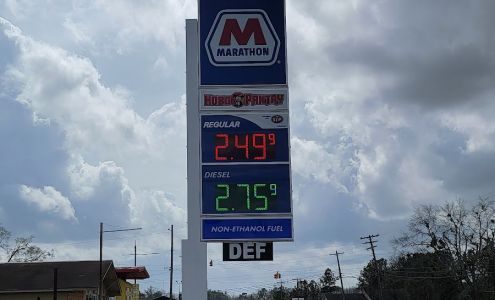 MARATHON
HOBO PANTRY
REGULAR
2.49 9
DIESEL
2.75 9
NON-ETHANOL FUEL
DEF